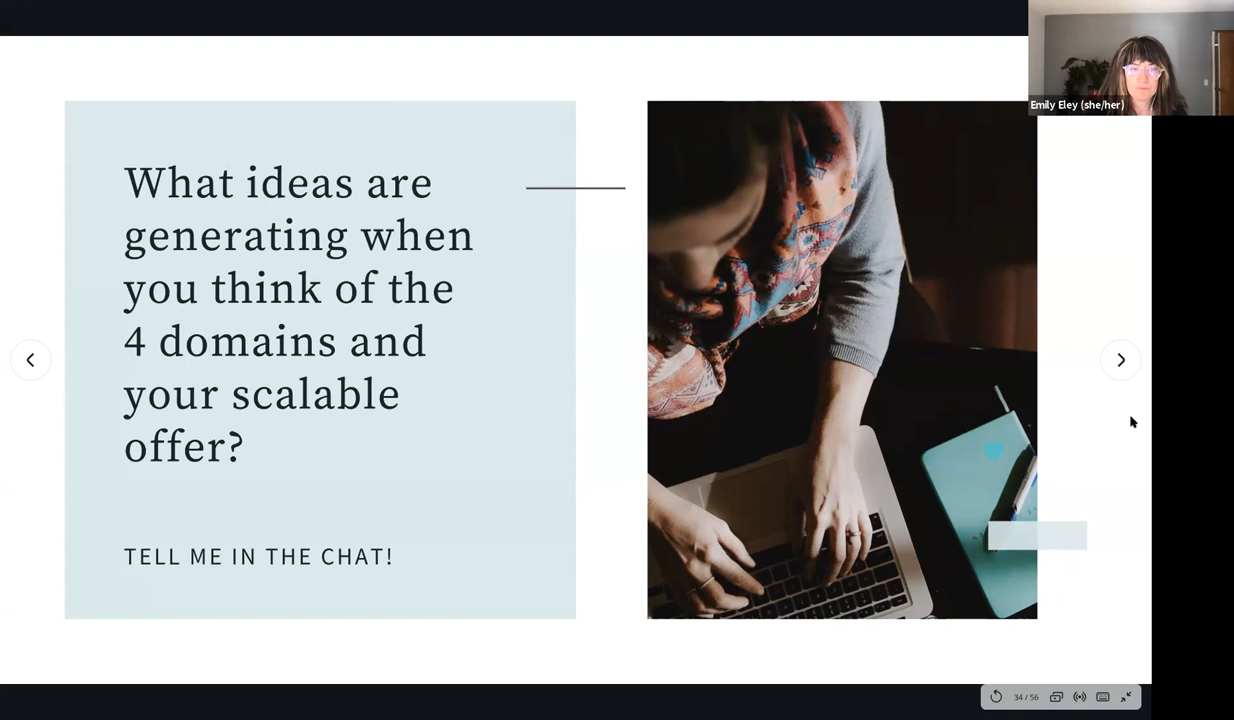 Emily Eley (she/her)
What ideas are
generating when
you think of the
4 domains and
your scalable
offer?
TELL ME IN THE CHAT!
34 / 56